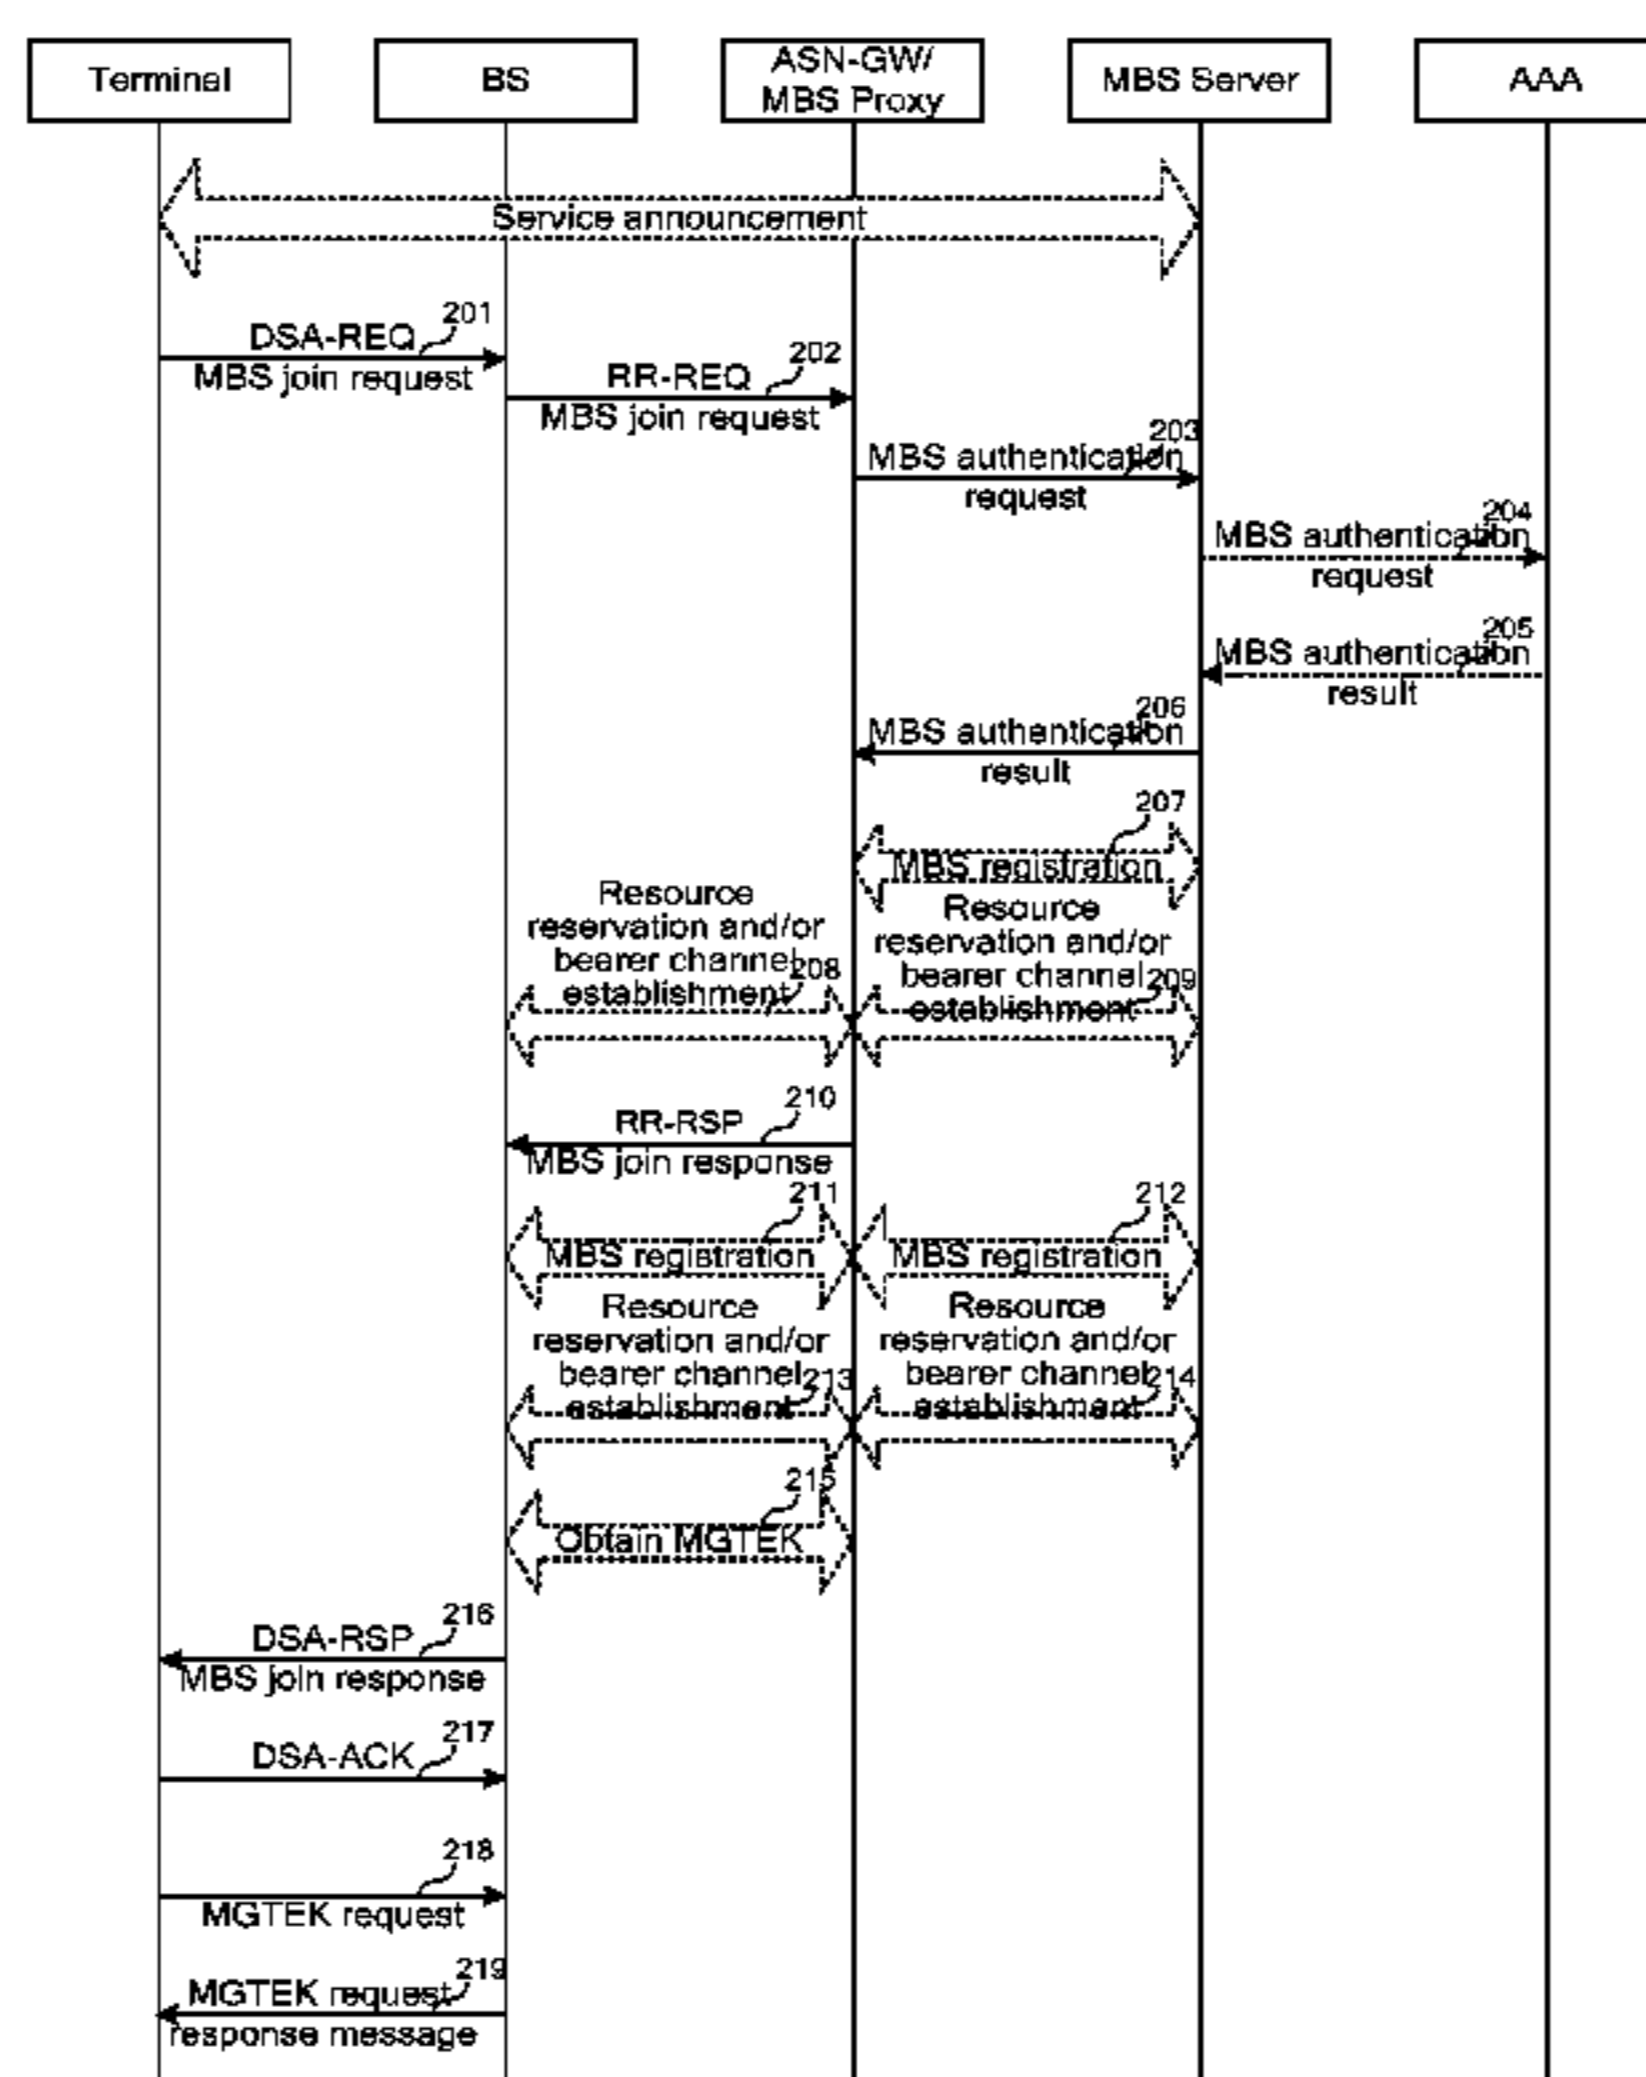 Terminal
BS
ASN-GW/
MBS Proxy
MBS Server
AAA
Service announcement
201
DSA-REQ
MBS join request
202
RR-REQ
MBS join request
203
MBS authentication
request
204
MBS authentication
request
205
MBS authentication
result
206
MBS authentication
result
207
MBS registration
Resource
reservation and/or
bearer channel
establishment
208
Resource
reservation and/or
bearer channel
establishment
209
210
RR-RSP
MBS join response
211
MBS registration
212
MBS registration
Resource
reservation and/or
bearer channel
establishment
213
Resource
reservation and/or
bearer channel
establishment
214
215
Obtain MGTEK
216
DSA-RSP
MBS join response
217
DSA-ACK
218
MGTEK request
219
MGTEK request
response message